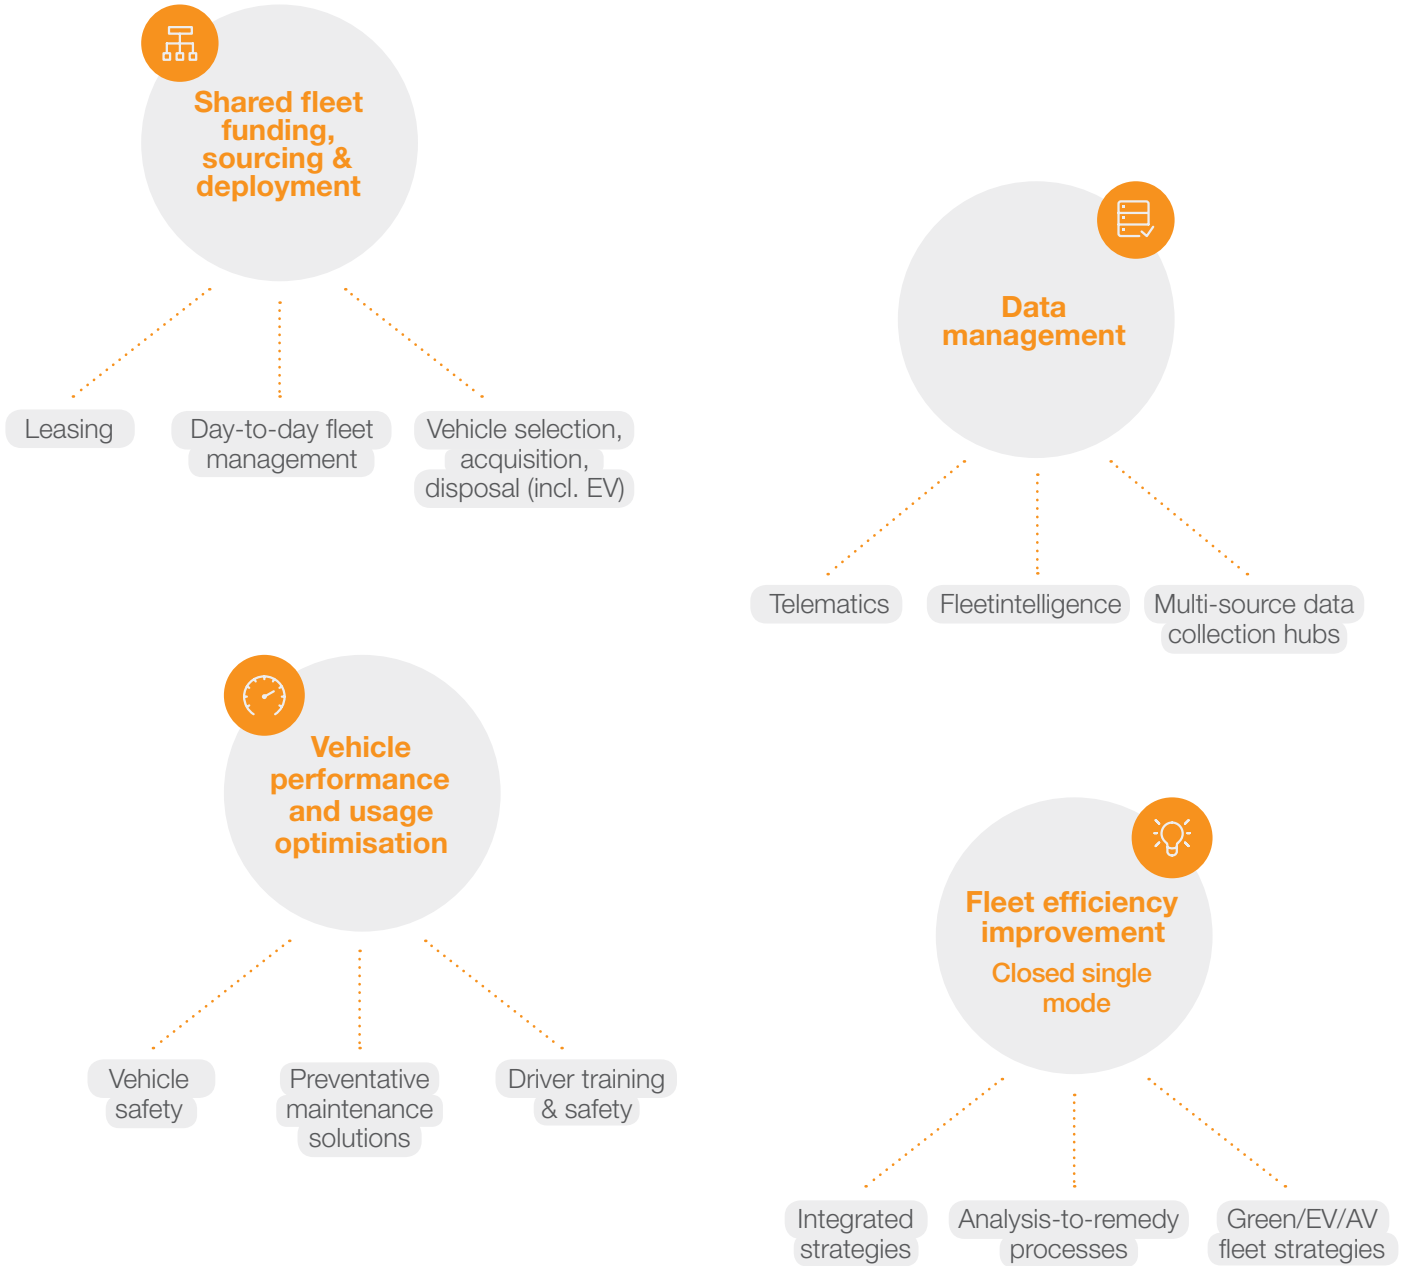 Shared fleet
funding,
sourcing &
deployment
Leasing
Day-to-day fleet
management
Vehicle selection,
acquisition,
disposal (incl. EV)
Data
management
Telematics
Fleetintelligence
Multi-source data
collection hubs
Vehicle
performance
and usage
optimisation
Vehicle
safety
Preventative
maintenance
solutions
Driver training
& safety
Fleet efficiency
improvement
Closed single
mode
Integrated
strategies
Analysis-to-remedy
processes
Green/EV/AV
fleet strategies